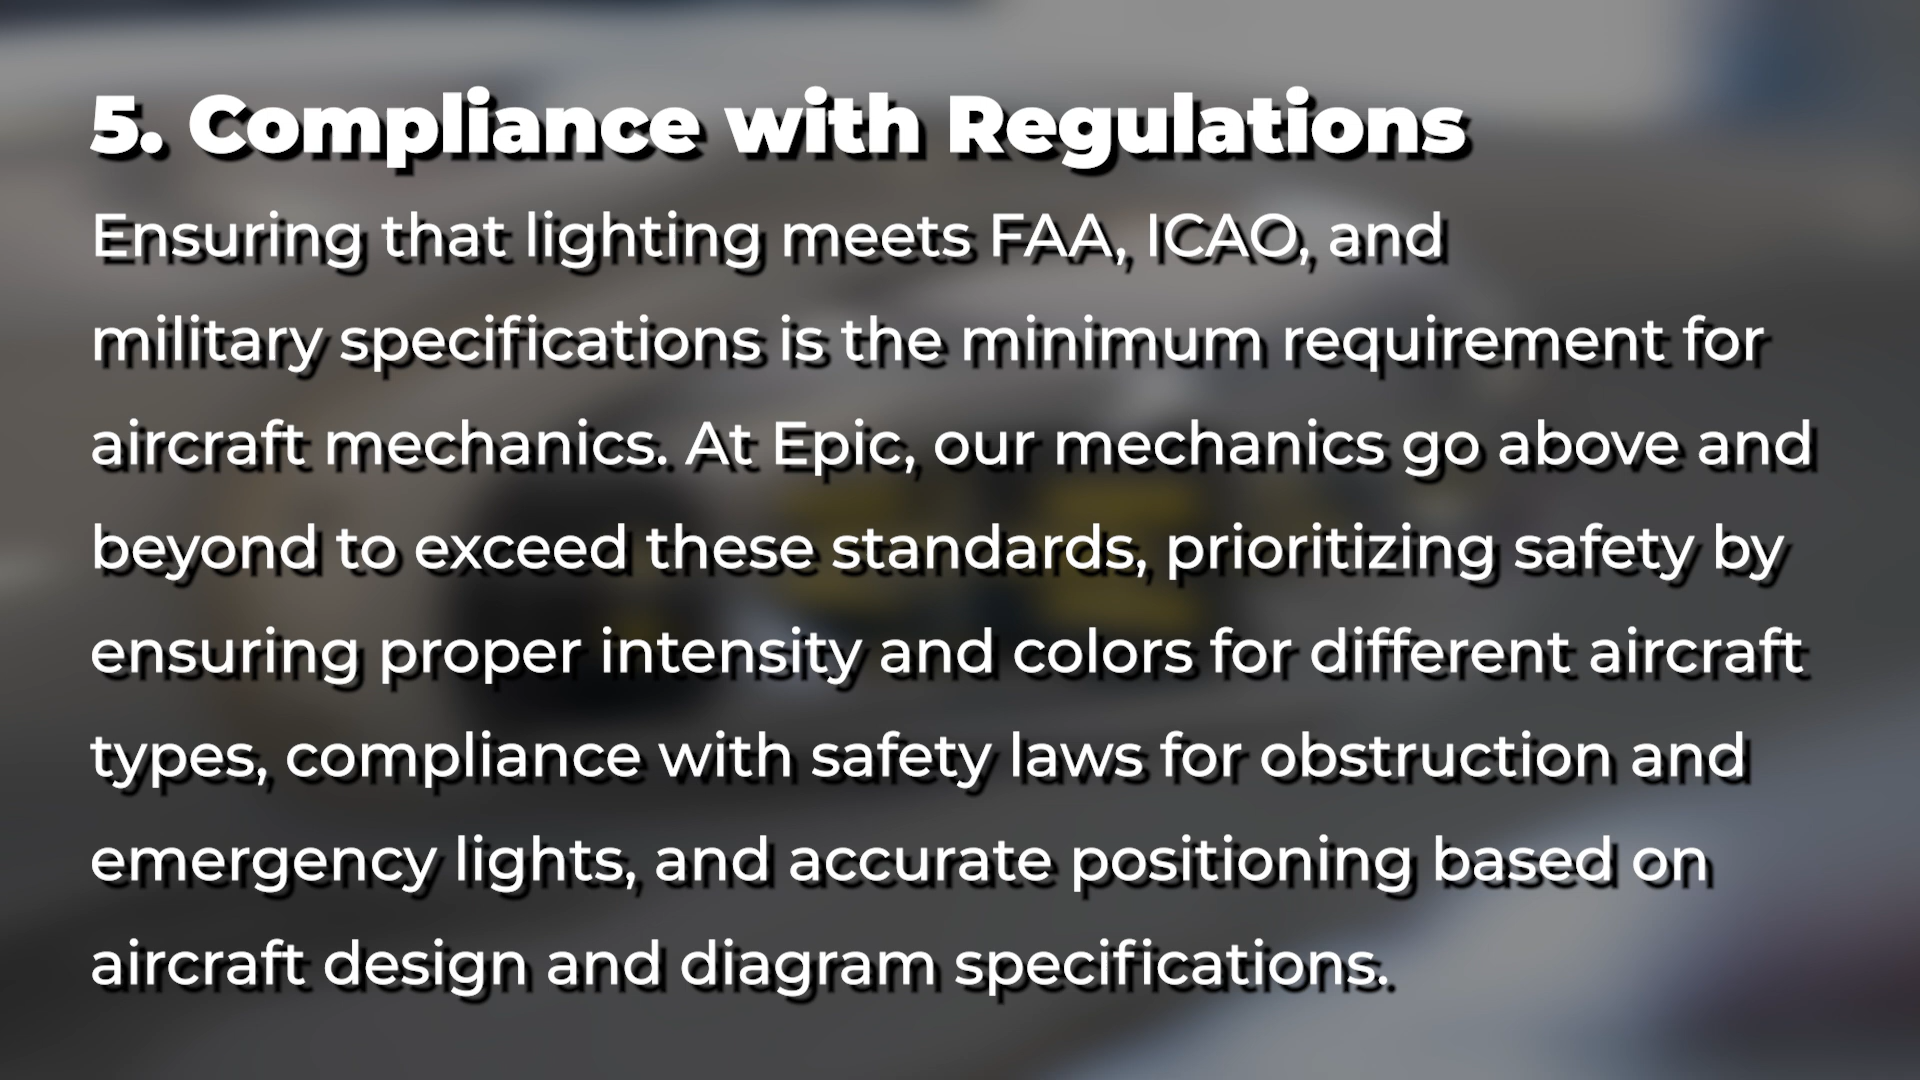 5. Compliance with Regulations
Ensuring that lighting meets FAA, ICAO, and
military specifications is the minimum requirement for
aircraft mechanics. At Epic, our mechanics go above and
beyond to exceed these standards, prioritizing safety by
ensuring proper intensity and colors for different aircraft
types, compliance with safety laws for obstruction and
emergency lights, and accurate positioning based on
aircraft design and diagram specifications.